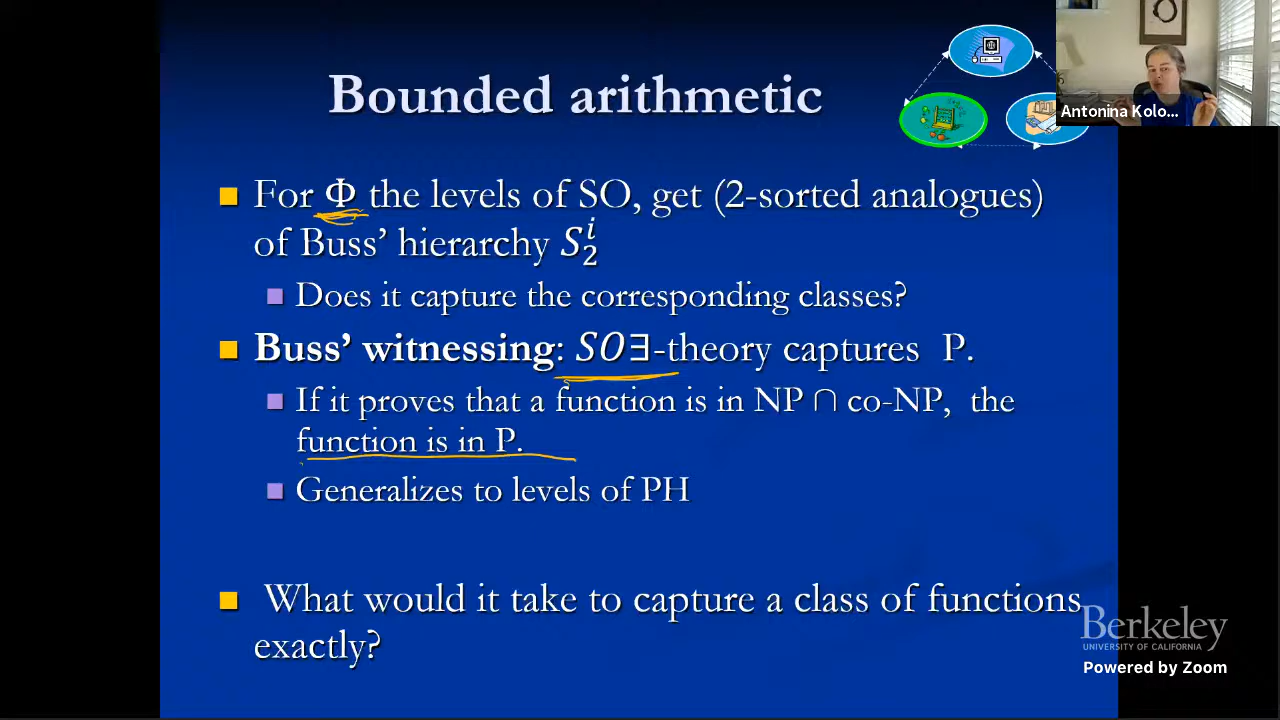 Bounded arithmetic
Antonina Kolo...
For Φ the levels of SO, get (2-sorted analogues)
of Buss' hierarchy $S_2^i$
Does it capture the corresponding classes?
Buss' witnessing: SO∃-theory captures P.
If it proves that a function is in NP ∩ co-NP, the
function is in P.
Generalizes to levels of PH
What would it take to capture a class of functions
exactly?
Berkeley
UNIVERSITY OF CALIFORNIA
Powered by Zoom